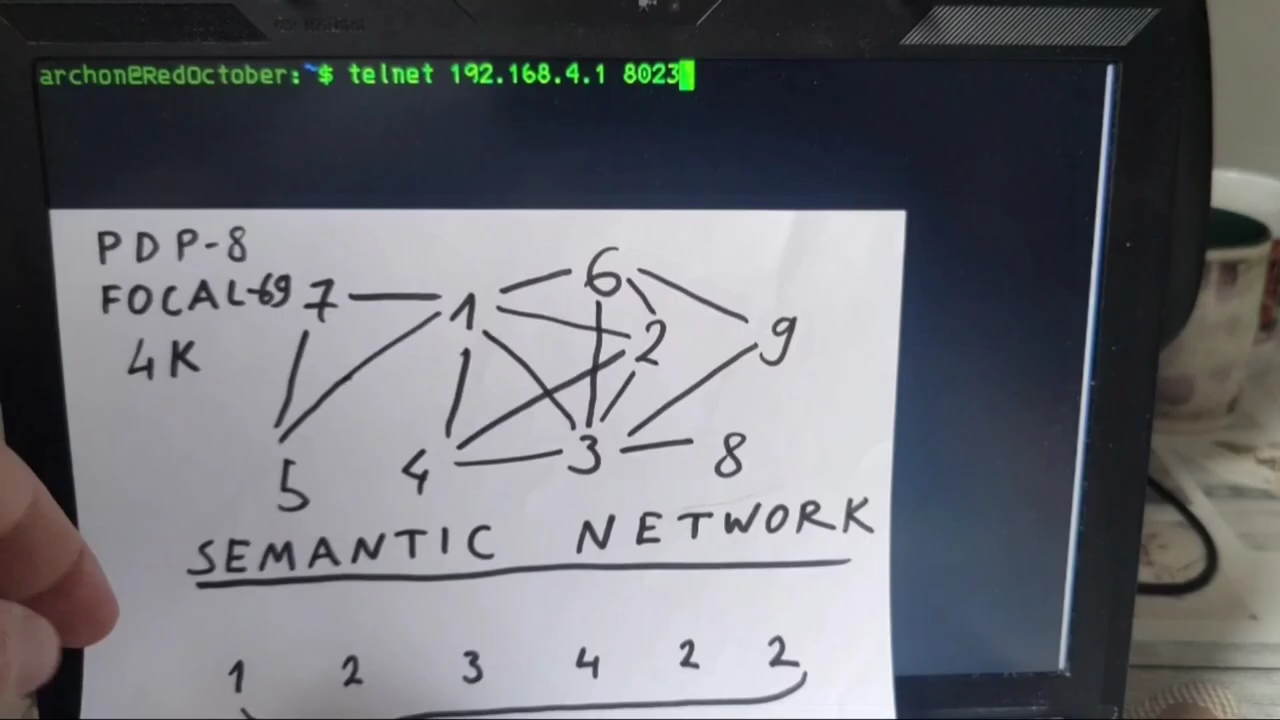 archon@RedOctober:~$ telnet 192.168.4.1 8023
PDP-8
FOCAL-69
4K
6
7 1
2 9
5 4 3 8
SEMANTIC NETWORK
1 2 3 4 2 2